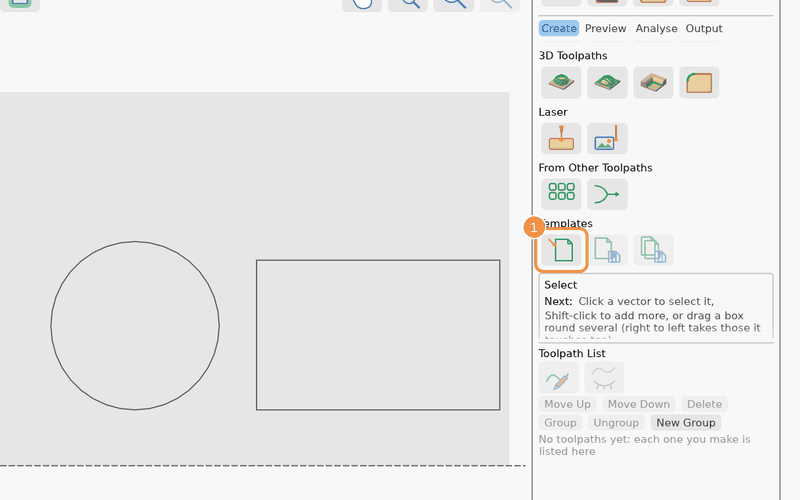 Create Preview Analyse Output
3D Toolpaths
Laser
From Other Toolpaths
1
Templates
Select
Next: Click a vector to select it,
Shift-click to add more, or drag a box
round several (right to left takes those it
Toolpath List
Move Up Move Down Delete
Group Ungroup New Group
No toolpaths yet: each one you make is
listed here